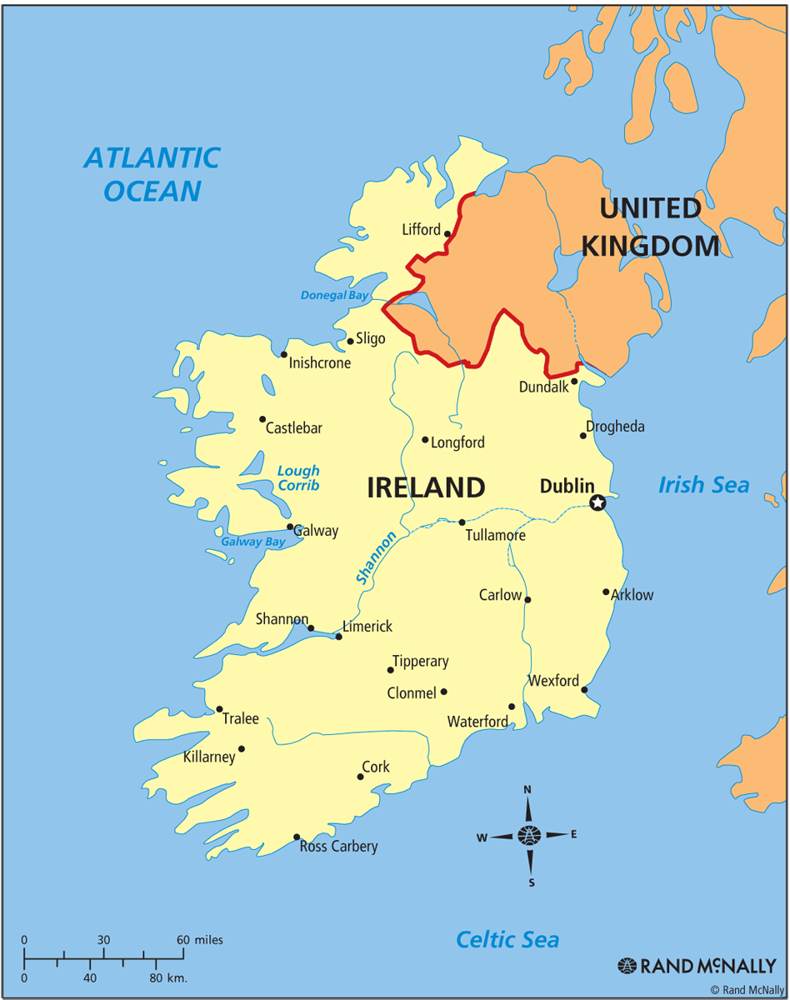 ATLANTIC
OCEAN
UNITED
KINGDOM
Lifford
Donegal Bay
Sligo
Inishcrone
Dundalk
Castlebar
Drogheda
Longford
Lough
Corrib
IRELAND
Dublin
Irish Sea
Galway
Galway Bay
Tullamore
Shannon
Carlow
Arklow
Shannon
Limerick
Tipperary
Clonmel
Wexford
Waterford
Tralee
Killarney
Cork
Ross Carbery
N
W E
S
Celtic Sea
0 30 60 miles
0 40 80 km.
RAND McNALLY
© Rand McNally